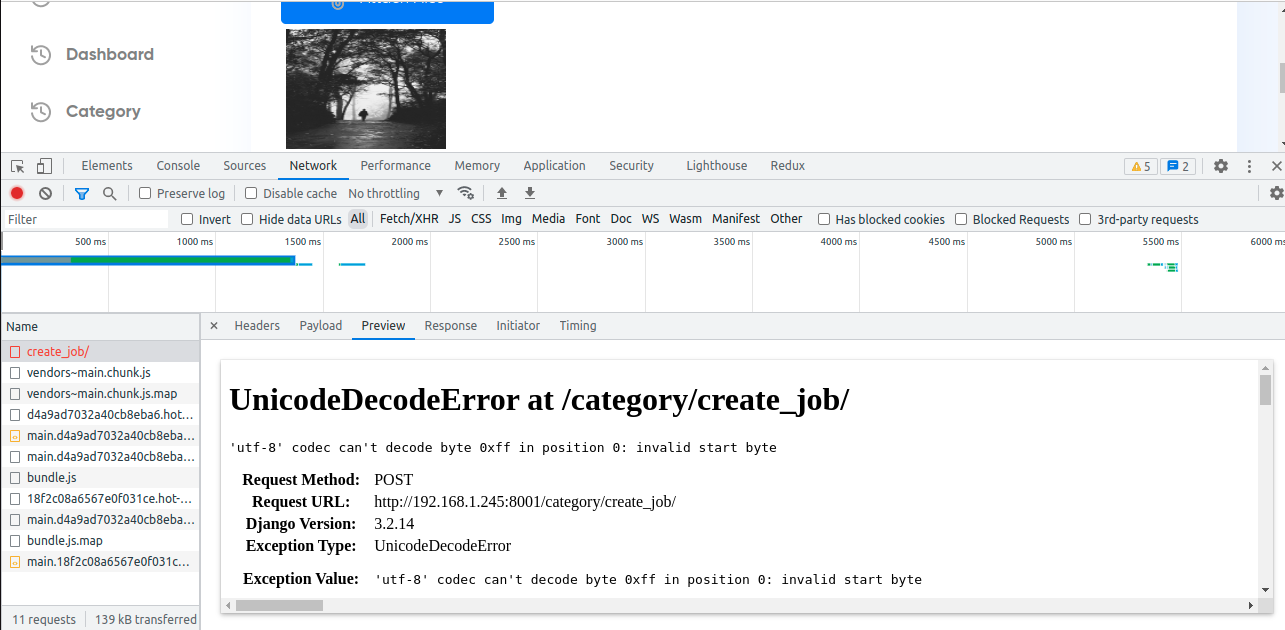 Dashboard
Category
Elements Console Sources Network Performance Memory Application Security Lighthouse Redux 5 2
Preserve log Disable cache No throttling
Filter Invert Hide data URLs All Fetch/XHR JS CSS Img Media Font Doc WS Wasm Manifest Other Has blocked cookies Blocked Requests 3rd-party requests
500 ms 1000 ms 1500 ms 2000 ms 2500 ms 3000 ms 3500 ms 4000 ms 4500 ms 5000 ms 5500 ms 6000 ms
Name
Headers Payload Preview Response Initiator Timing
create_job/
vendors~main.chunk.js
vendors~main.chunk.js.map
d4a9ad7032a40cb8eba6.hot...
main.d4a9ad7032a40cb8eba...
main.d4a9ad7032a40cb8eba...
bundle.js
18f2c08a6567e0f031ce.hot-...
main.d4a9ad7032a40cb8eba...
bundle.js.map
main.18f2c08a6567e0f031c...
11 requests 139 kB transferred
UnicodeDecodeError at /category/create_job/
'utf-8' codec can't decode byte 0xff in position 0: invalid start byte
Request Method: POST
Request URL: http://192.168.1.245:8001/category/create_job/
Django Version: 3.2.14
Exception Type: UnicodeDecodeError
Exception Value: 'utf-8' codec can't decode byte 0xff in position 0: invalid start byte